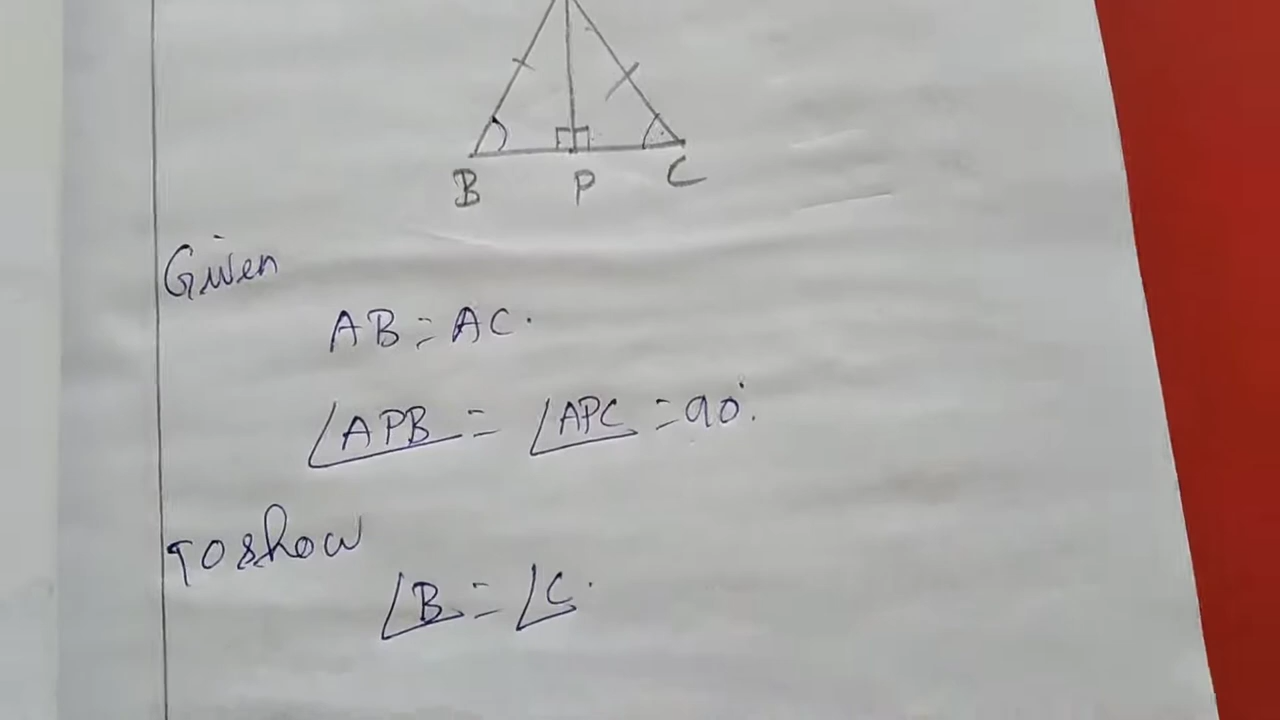 B P C
Given
AB = AC.
∠APB = ∠APC = 90°.
To show
∠B = ∠C.